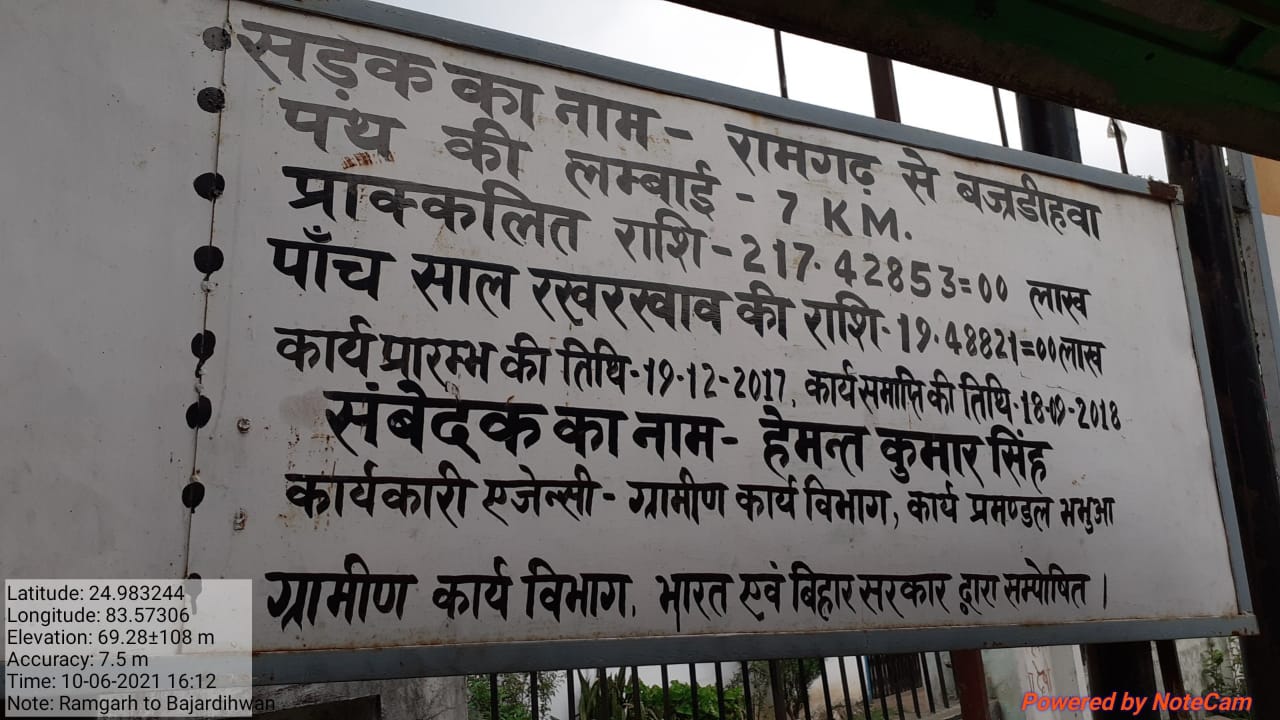 सड़क का नाम - रामगढ़ से बजरडीहवा
पंथ की लम्बाई - 7 KM.
प्राक्कलित राशि - 217.42853=00 लाख
पाँच साल रखरखाव की राशि - 19.48821=00 लाख
कार्य प्रारम्भ की तिथि - 19-12-2017, कार्य समाप्ति की तिथि - 18-09-2018
संबेदक का नाम - हेमन्त कुमार सिंह
कार्यकारी एजेन्सी - ग्रामीण कार्य विभाग, कार्य प्रमण्डल भभुआ
ग्रामीण कार्य विभाग, भारत एवं बिहार सरकार द्वारा सम्पोषित ।
Latitude: 24.983244
Longitude: 83.57306
Elevation: 69.28±108 m
Accuracy: 7.5 m
Time: 10-06-2021 16:12
Note: Ramgarh to Bajardihwan
Powered by NoteCam